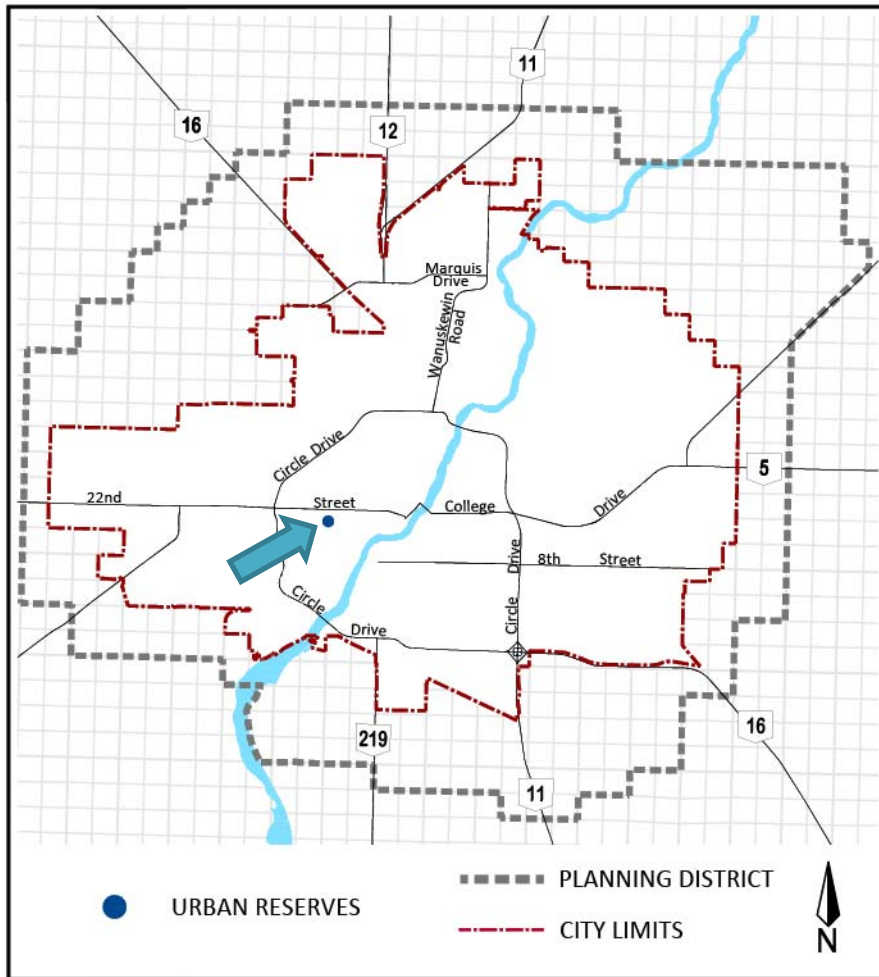 11
16
12
Marquis
Drive
Wanuskewin
Road
Circle Drive
5
22nd Street College Drive
8th Street
Circle Drive
Circle Drive
219
16
11
URBAN RESERVES
PLANNING DISTRICT
CITY LIMITS
N